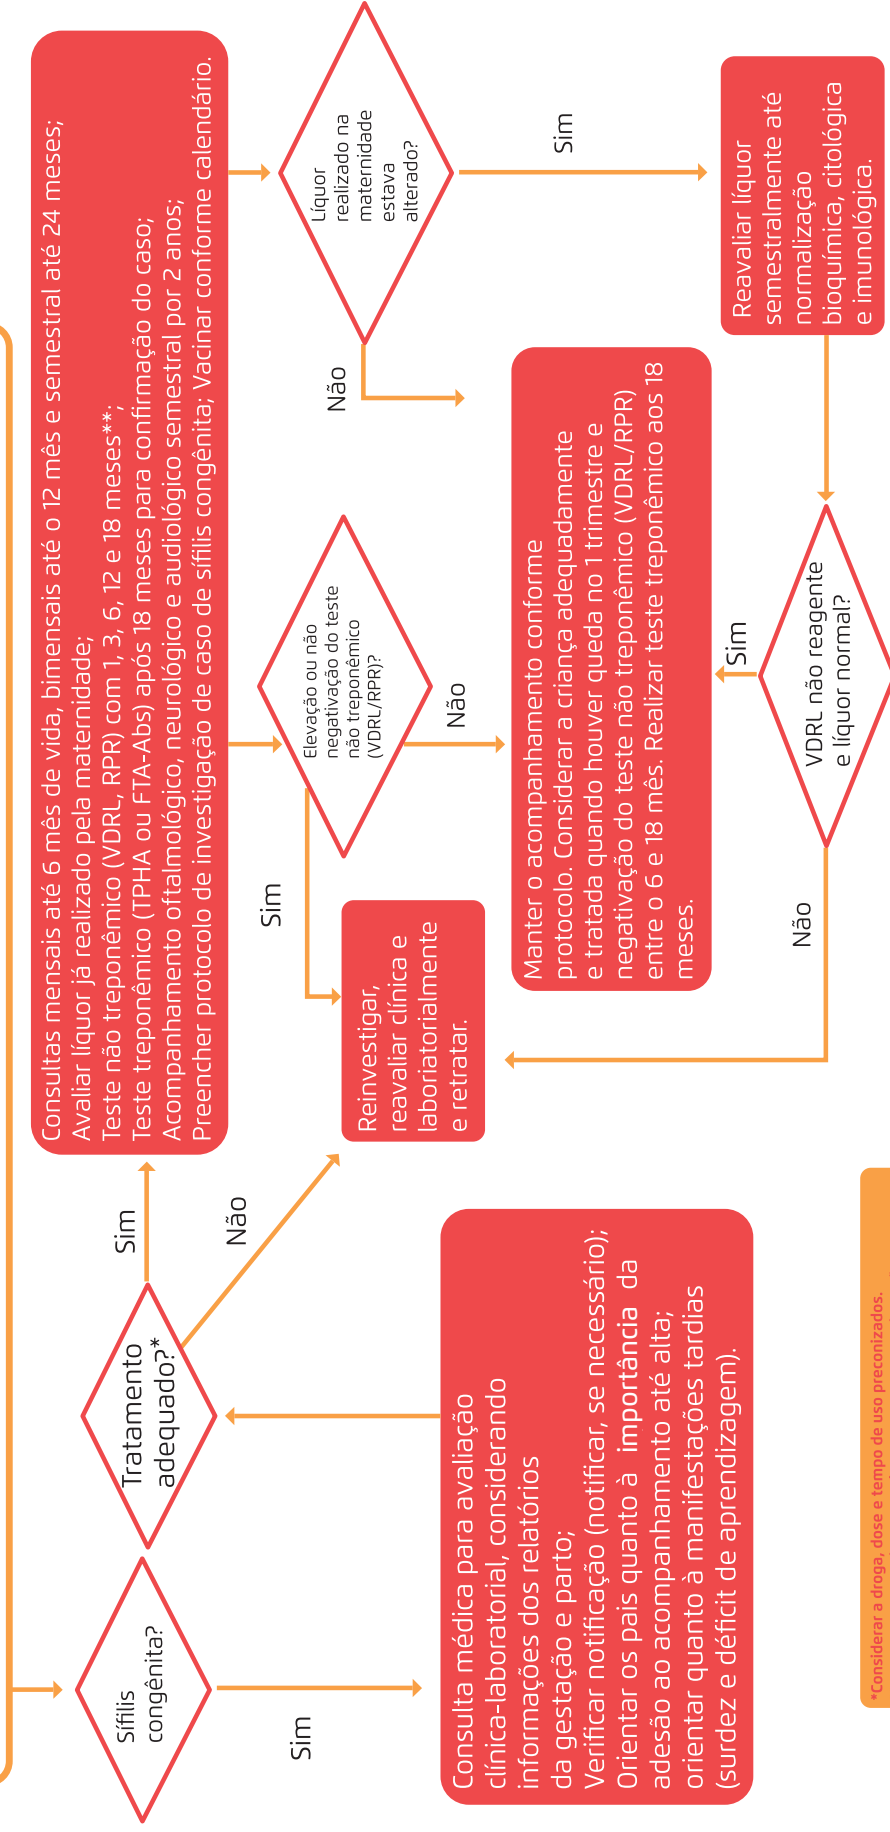 Sífilis
congênita?
Sim
Consulta médica para avaliação
clínica-laboratorial, considerando
informações dos relatórios
da gestação e parto;
Verificar notificação (notificar, se necessário);
Orientar os pais quanto à importância da
adesão ao acompanhamento até alta;
orientar quanto à manifestações tardias
(surdez e déficit de aprendizagem).
Tratamento
adequado?*
Sim
Não
Consultas mensais até 6 mês de vida, bimensais até o 12 mês e semestral até 24 meses;
Avaliar líquor já realizado pela maternidade;
Teste não treponêmico (VDRL, RPR) com 1, 3, 6, 12 e 18 meses**;
Teste treponêmico (TPHA ou FTA-Abs) após 18 meses para confirmação do caso;
Acompanhamento oftalmológico, neurológico e audiológico semestral por 2 anos;
Preencher protocolo de investigação de caso de sífilis congênita; Vacinar conforme calendário.
Elevação ou não
negativação do teste
não treponêmico
(VDRL/RPR)?
Sim
Não
Reinvestigar,
reavaliar clínica e
laboriatorialmente
e retratar.
Líquor
realizado na
maternidade
estava
alterado?
Não
Sim
Manter o acompanhamento conforme
protocolo. Considerar a criança adequadamente
e tratada quando houver queda no 1 trimestre e
negativação do teste não treponêmico (VDRL/RPR)
entre o 6 e 18 mês. Realizar teste treponêmico aos 18
meses.
Reavaliar líquor
semestralmente até
normalização
bioquímica, citológica
e imunológica.
VDRL não reagente
e líquor normal?
Sim
Não
*Considerar a droga, dose e tempo de uso preconizados.